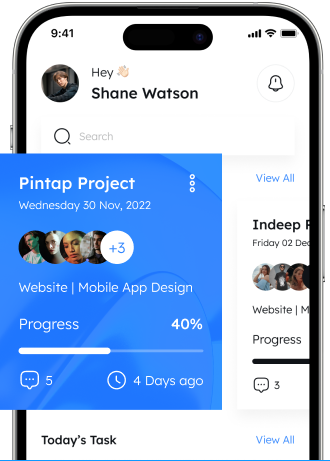 9:41
Hey 👋🏻
Shane Watson
Search
View All
Pintap Project
Wednesday 30 Nov, 2022
+3
Website | Mobile App Design
Progress 40%
5 4 Days ago
Indeep P
Friday 02 Dec
Website | M
Progress
3
Today's Task View All